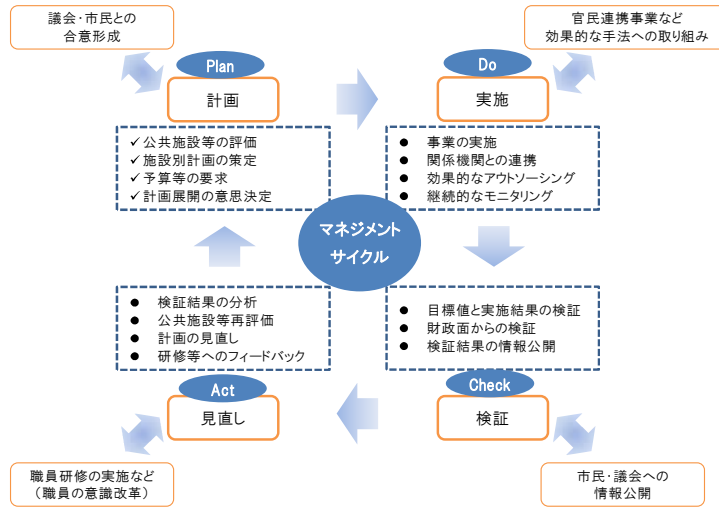 議会・市民との
合意形成
官民連携事業など
効果的な手法への取り組み
Plan
計画
Do
実施
✓公共施設等の評価
✓施設別計画の策定
✓予算等の要求
✓計画展開の意思決定
● 事業の実施
● 関係機関との連携
● 効果的なアウトソーシング
● 継続的なモニタリング
マネジメント
サイクル
● 検証結果の分析
● 公共施設等再評価
● 計画の見直し
● 研修等へのフィードバック
● 目標値と実施結果の検証
● 財政面からの検証
● 検証結果の情報公開
Act
見直し
Check
検証
職員研修の実施など
（職員の意識改革）
市民・議会への
情報公開